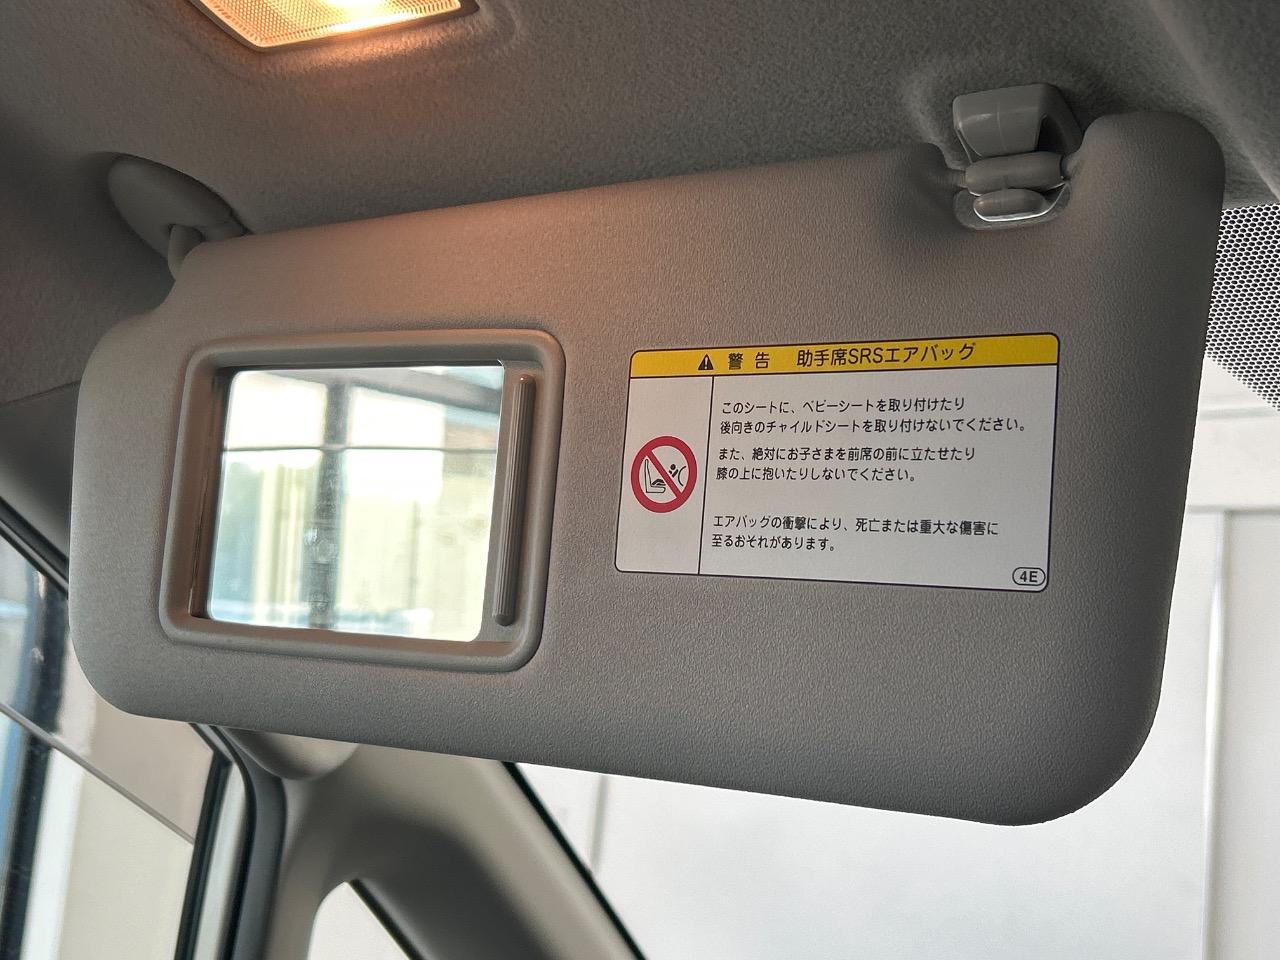 警告 助手席SRSエアバッグ
このシートに、ベビーシートを取り付けたり
後向きのチャイルドシートを取り付けないでください。
また、絶対にお子さまを前席の前に立たせたり
膝の上に抱いたりしないでください。
エアバッグの衝撃により、死亡または重大な傷害に
至るおそれがあります。
4E